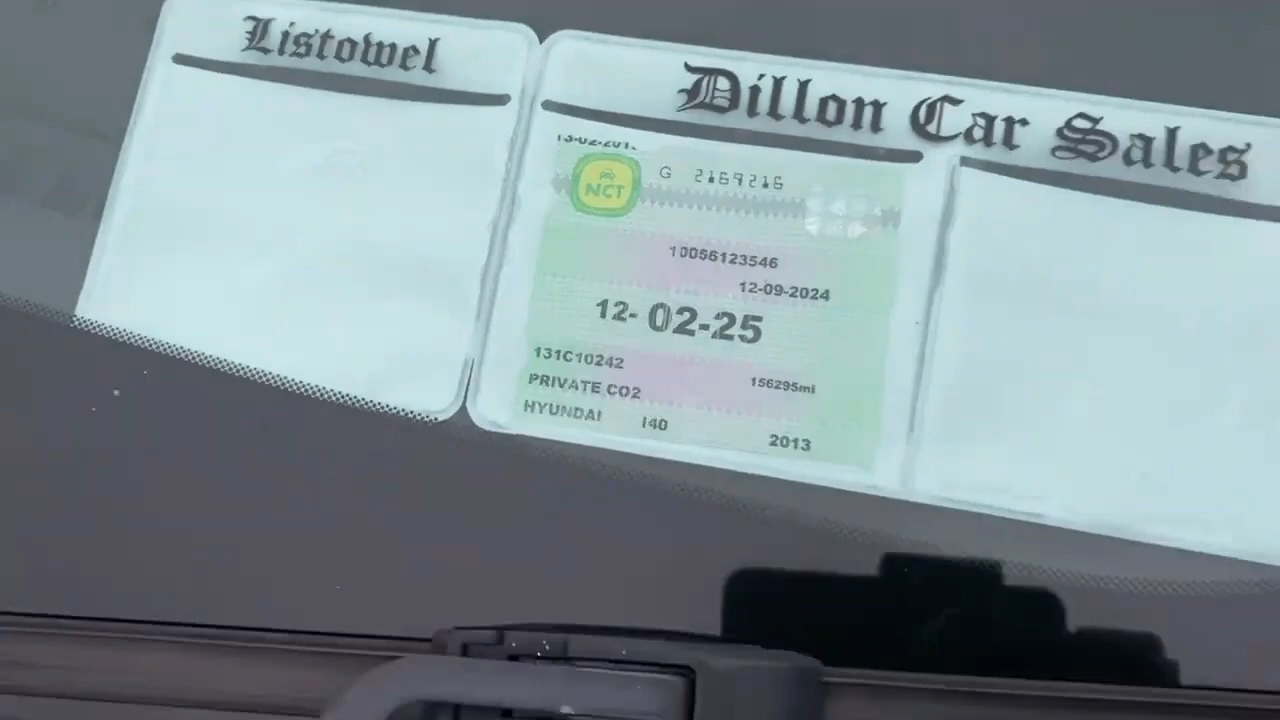 Listowel
Dillon Car Sales
NCT
G 2169216
10056123546
12-09-2024
12-02-25
131C10242
156295mi
PRIVATE CO2
HYUNDAI I40
2013